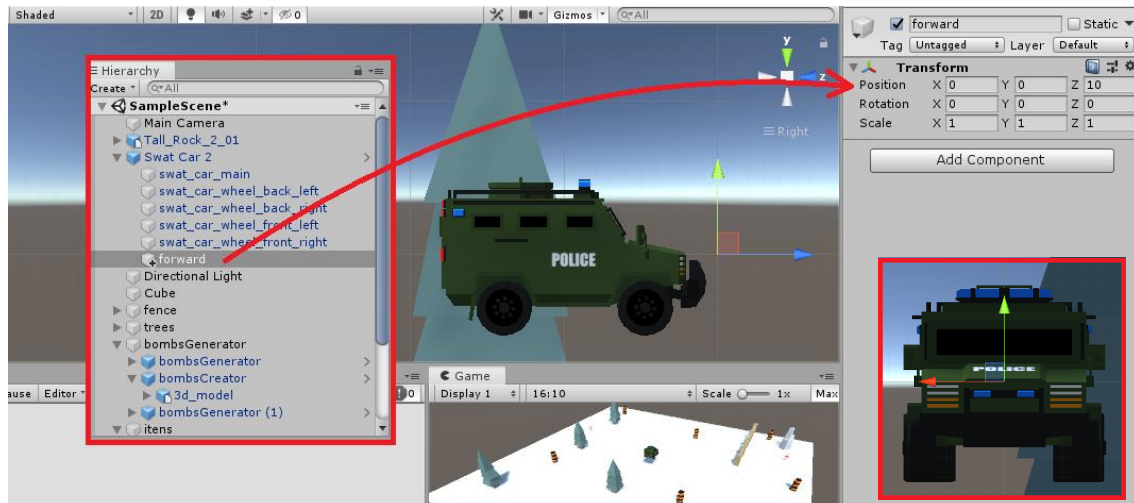 Shaded 2D 0 Gizmos All
Hierarchy
Create All
SampleScene*
Main Camera
Tall_Rock_2_01
Swat Car 2
swat_car_main
swat_car_wheel_back_left
swat_car_wheel_back_right
swat_car_wheel_front_left
swat_car_wheel_front_right
forward
Directional Light
Cube
fence
trees
bombsGenerator
bombsGenerator
bombsCreator
3d_model
bombsGenerator (1)
itens
y
z
Right
POLICE
ause Editor
0
Game
Display 1 16:10 Scale 1x Max
forward Static
Tag Untagged Layer Default
Transform
Position X 0 Y 0 Z 10
Rotation X 0 Y 0 Z 0
Scale X 1 Y 1 Z 1
Add Component
POLICE